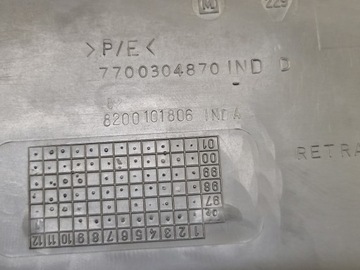 M 229
>P/E<
7700304870 IND D
8200101806 IND A
RETRA
01
00
99
98
97
12 11 10 9 8 7 6 5 4 3 2 1